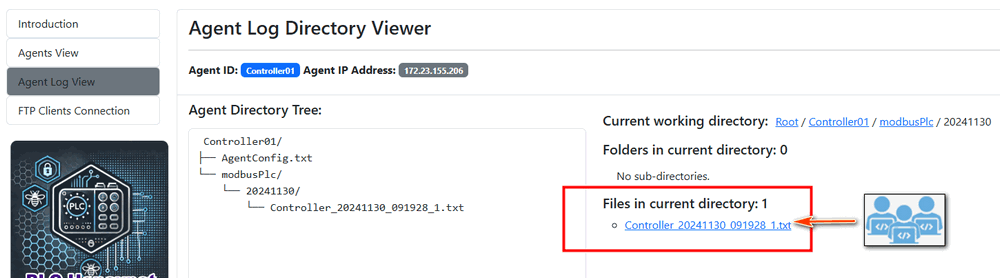 Introduction
Agents View
Agent Log View
FTP Clients Connection
PLC
Agent Log Directory Viewer
Agent ID: Controller01 Agent IP Address: 172.23.155.206
Agent Directory Tree:
Controller01/
├── AgentConfig.txt
└── modbusPlc/
└── 20241130/
└── Controller_20241130_091928_1.txt
Current working directory: Root / Controller01 / modbusPlc / 20241130
Folders in current directory: 0
No sub-directories.
Files in current directory: 1
Controller_20241130_091928_1.txt